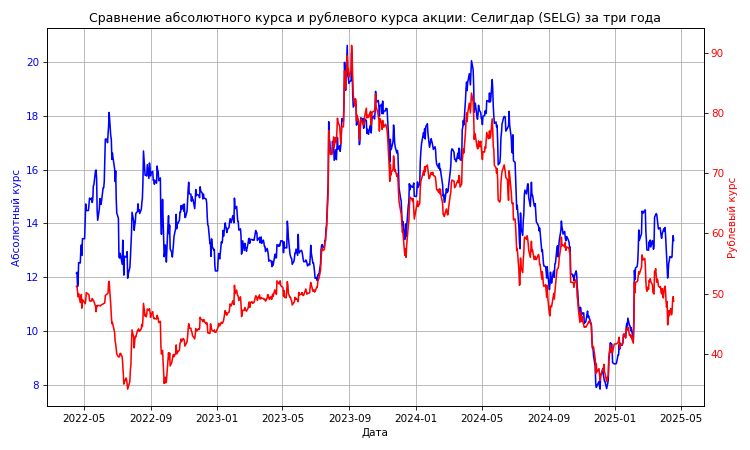 Сравнение абсолютного курса и рублевого курса акции: Селигдар (SELG) за три года
20
18
16
14
12
10
8
Абсолютный курс
90
80
70
60
50
40
Рублевый курс
2022-05 2022-09 2023-01 2023-05 2023-09 2024-01 2024-05 2024-09 2025-01 2025-05
Дата